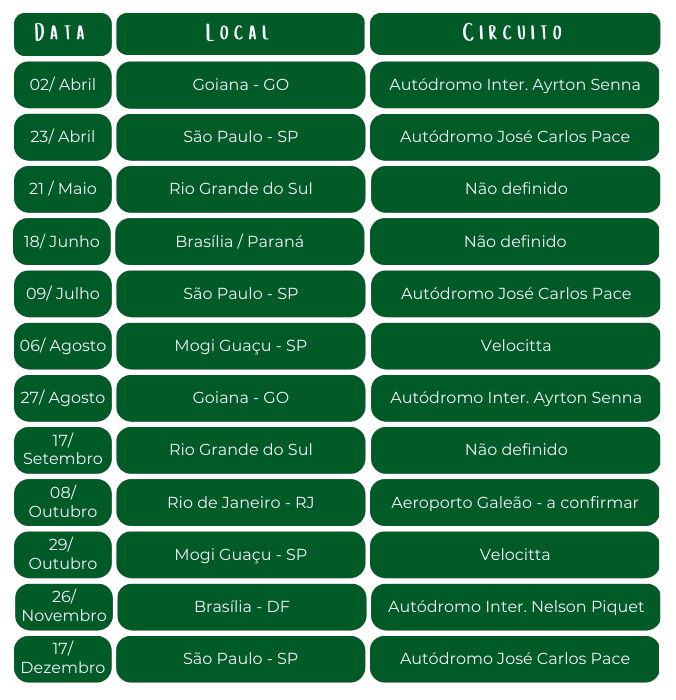 Data Local Circuito
02/ Abril Goiana - GO Autódromo Inter. Ayrton Senna
23/ Abril São Paulo - SP Autódromo José Carlos Pace
21 / Maio Rio Grande do Sul Não definido
18/ Junho Brasília / Paraná Não definido
09/ Julho São Paulo - SP Autódromo José Carlos Pace
06/ Agosto Mogi Guaçu - SP Velocitta
27/ Agosto Goiana - GO Autódromo Inter. Ayrton Senna
17/
Setembro Rio Grande do Sul Não definido
08/
Outubro Rio de Janeiro - RJ Aeroporto Galeão - a confirmar
29/
Outubro Mogi Guaçu - SP Velocitta
26/
Novembro Brasília - DF Autódromo Inter. Nelson Piquet
17/
Dezembro São Paulo - SP Autódromo José Carlos Pace